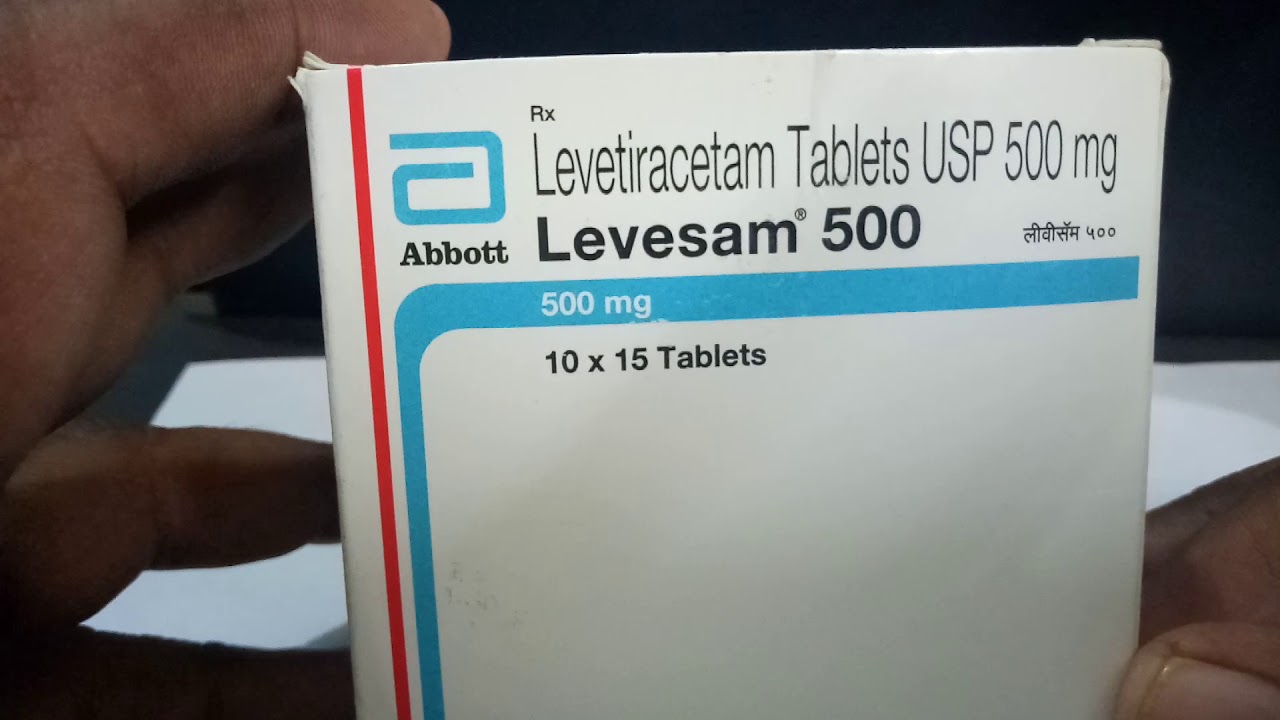 Rx
Levetiracetam Tablets USP 500 mg
Abbott
Levesam® 500
लीवीसॅम ५००
500 mg
10 x 15 Tablets